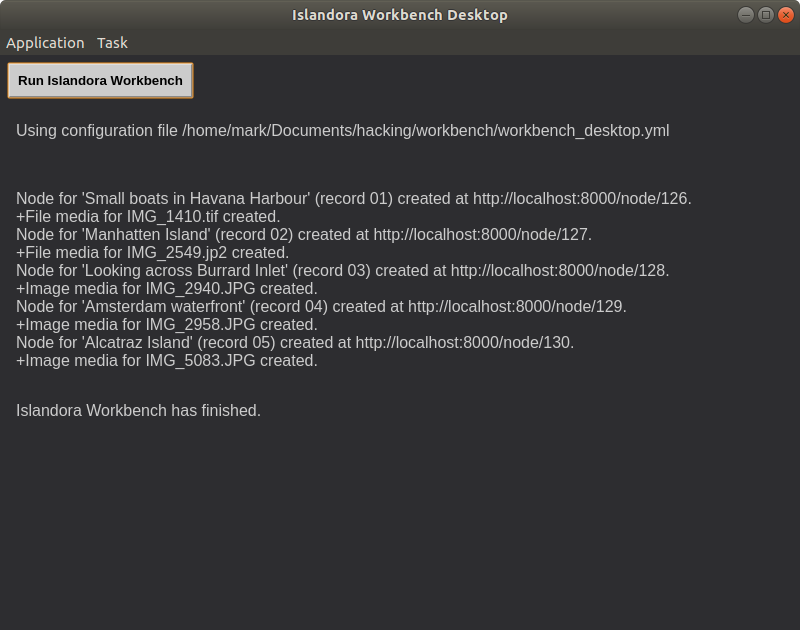 Islandora Workbench Desktop
Application Task
Run Islandora Workbench
Using configuration file /home/mark/Documents/hacking/workbench/workbench_desktop.yml
Node for 'Small boats in Havana Harbour' (record 01) created at http://localhost:8000/node/126.
+File media for IMG_1410.tif created.
Node for 'Manhatten Island' (record 02) created at http://localhost:8000/node/127.
+File media for IMG_2549.jp2 created.
Node for 'Looking across Burrard Inlet' (record 03) created at http://localhost:8000/node/128.
+Image media for IMG_2940.JPG created.
Node for 'Amsterdam waterfront' (record 04) created at http://localhost:8000/node/129.
+Image media for IMG_2958.JPG created.
Node for 'Alcatraz Island' (record 05) created at http://localhost:8000/node/130.
+Image media for IMG_5083.JPG created.
Islandora Workbench has finished.